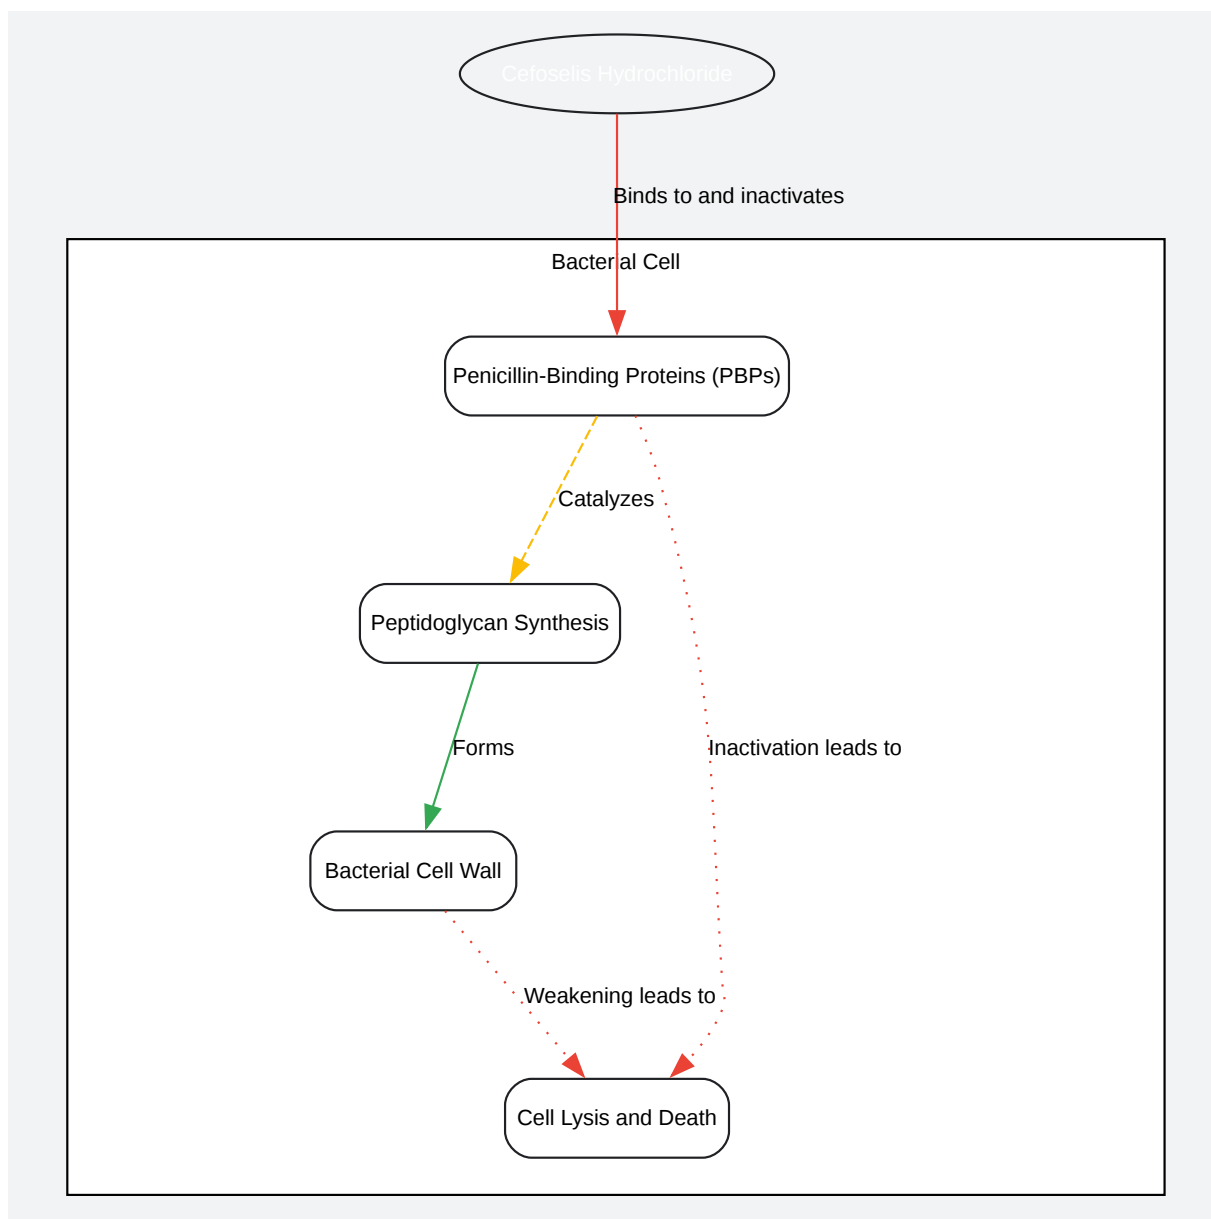 Cefoselis Hydrochloride
Binds to and inactivates
Bacterial Cell
Penicillin-Binding Proteins (PBPs)
Catalyzes
Peptidoglycan Synthesis
Forms
Inactivation leads to
Bacterial Cell Wall
Weakening leads to
Cell Lysis and Death